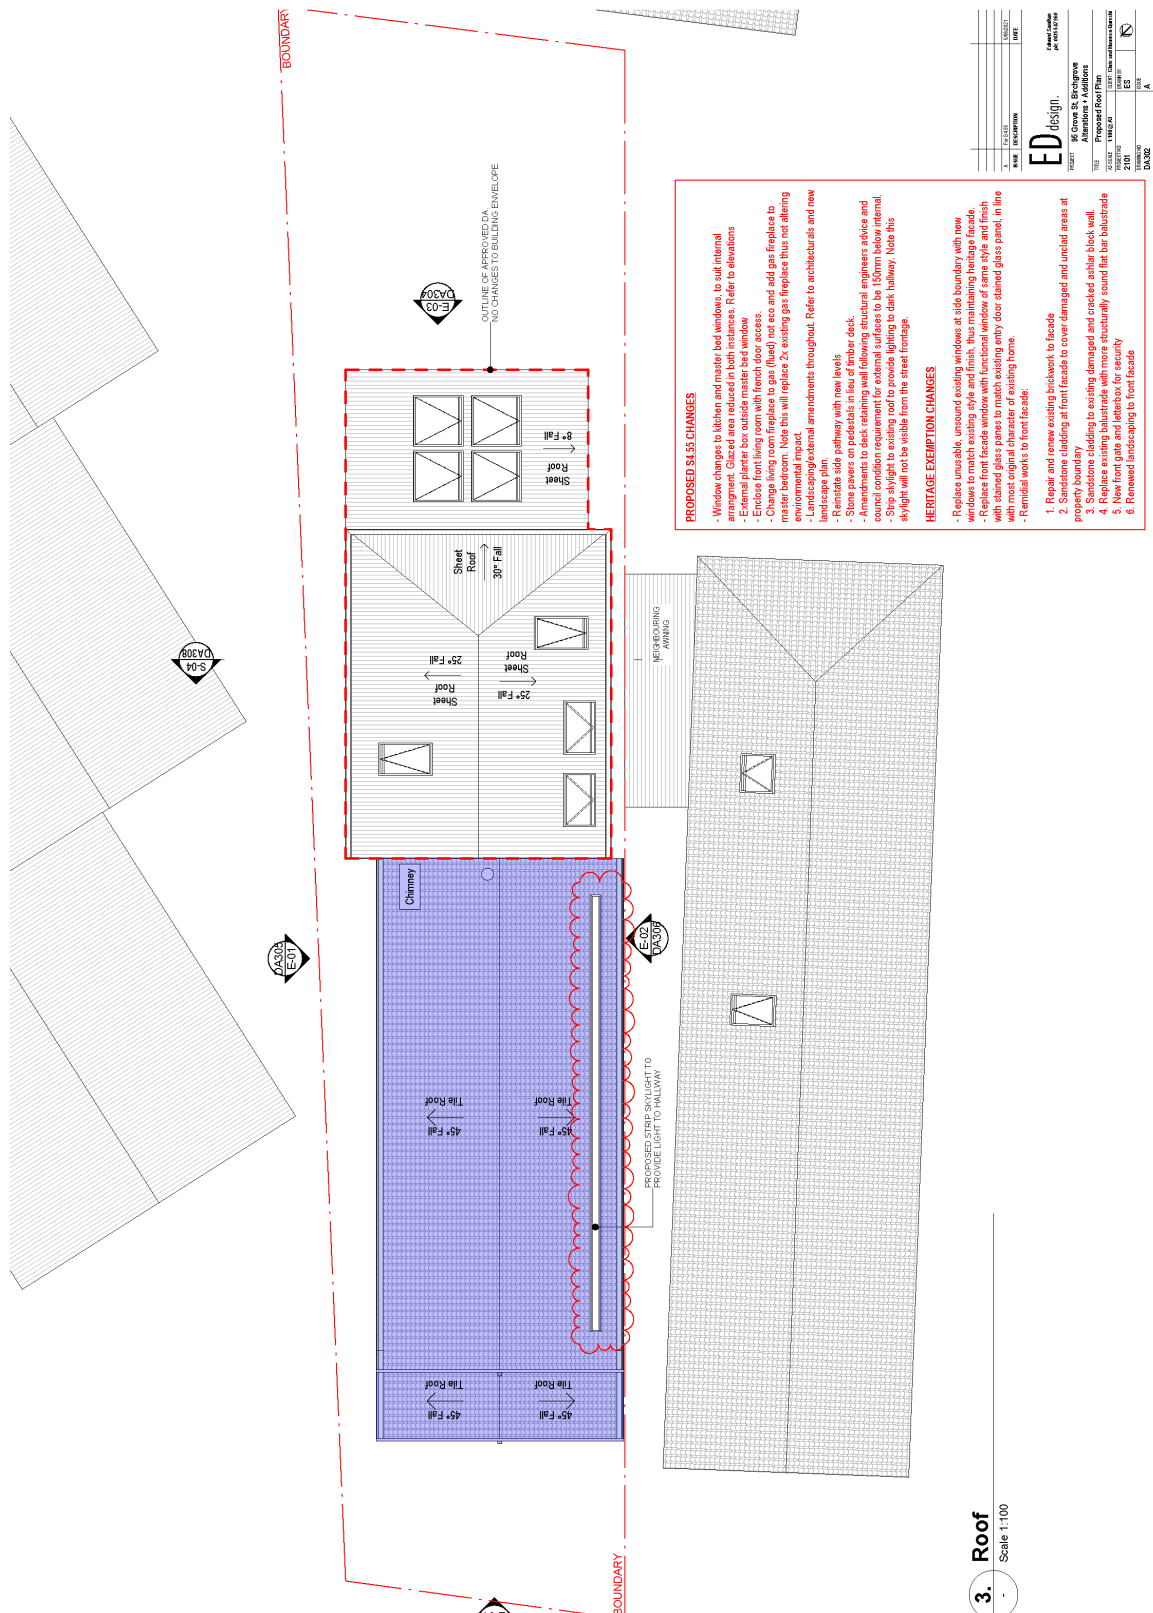 BOUNDARY
OUTLINE OF APPROVED DA
NO CHANGES TO BUILDING ENVELOPE
E-03
DA304
8° Fall
Sheet
Roof
Sheet
Roof
30° Fall
25° Fall
Sheet
Roof
Sheet
Roof
25° Fall
NEIGHBOURING
AWNING
S-04
DA308
Chimney
DA305
E-01
E-02
DA306
Tile Roof
45° Fall
Tile Roof
45° Fall
PROPOSED STRIP SKYLIGHT TO
PROVIDE LIGHT TO HALLWAY
Tile Roof
45° Fall
Tile Roof
45° Fall
BOUNDARY
PROPOSED S4.55 CHANGES
- Window changes to kitchen and master bed windows, to suit internal
arrangment. Glazed area reduced in both instances. Refer to elevations
- External planter box outside master bed window
- Enclose front living room with french door access.
- Change living room fireplace to gas (flued) not eco and add gas fireplace to
master bedroom. Note this will replace 2x existing gas fireplace thus not altering
environmental impact.
- Landscaping/external amendments throughout. Refer to architecturals and new
landscape plan.
- Reinstate side pathway with new levels
- Stone pavers on pedestals in lieu of timber deck.
- Amendments to deck retaining wall following structural engineers advice and
council condition requirement for external surfaces to be 150mm below internal.
- Strip skylight to existing roof to provide lighting to dark hallway. Note this
skylight will not be visible from the street frontage.
HERITAGE EXEMPTION CHANGES
- Replace unusable, unsound existing windows at side boundary with new
windows to match existing style and finish, thus maintaining heritage facade.
- Replace front facade window with functional window of same style and finish
with stained glass panes to match existing entry door stained glass panel, in line
with most original character of existing home.
- Remidial works to front facade:
1. Repair and renew existing brickwork to facade
2. Sandstone cladding at front facade to cover damaged and unclad areas at
property boundary
3. Sandstone cladding to existing damaged and cracked ashlar block wall.
4. Replace existing balustrade with more structurally sound flat bar balustrade
5. New front gate and letterbox for security
6. Renewed landscaping to front facade
A For S4.55
ISSUE DESCRIPTION DATE
ED design.
PROJECT
95 Grove St, Birchgrove
Alterations + Additions
TITLE
Proposed Roof Plan
1:100@ A3
2101
ES
DRAWING NO
DA302
ISSUE
A
3.
-
Roof
Scale 1:100